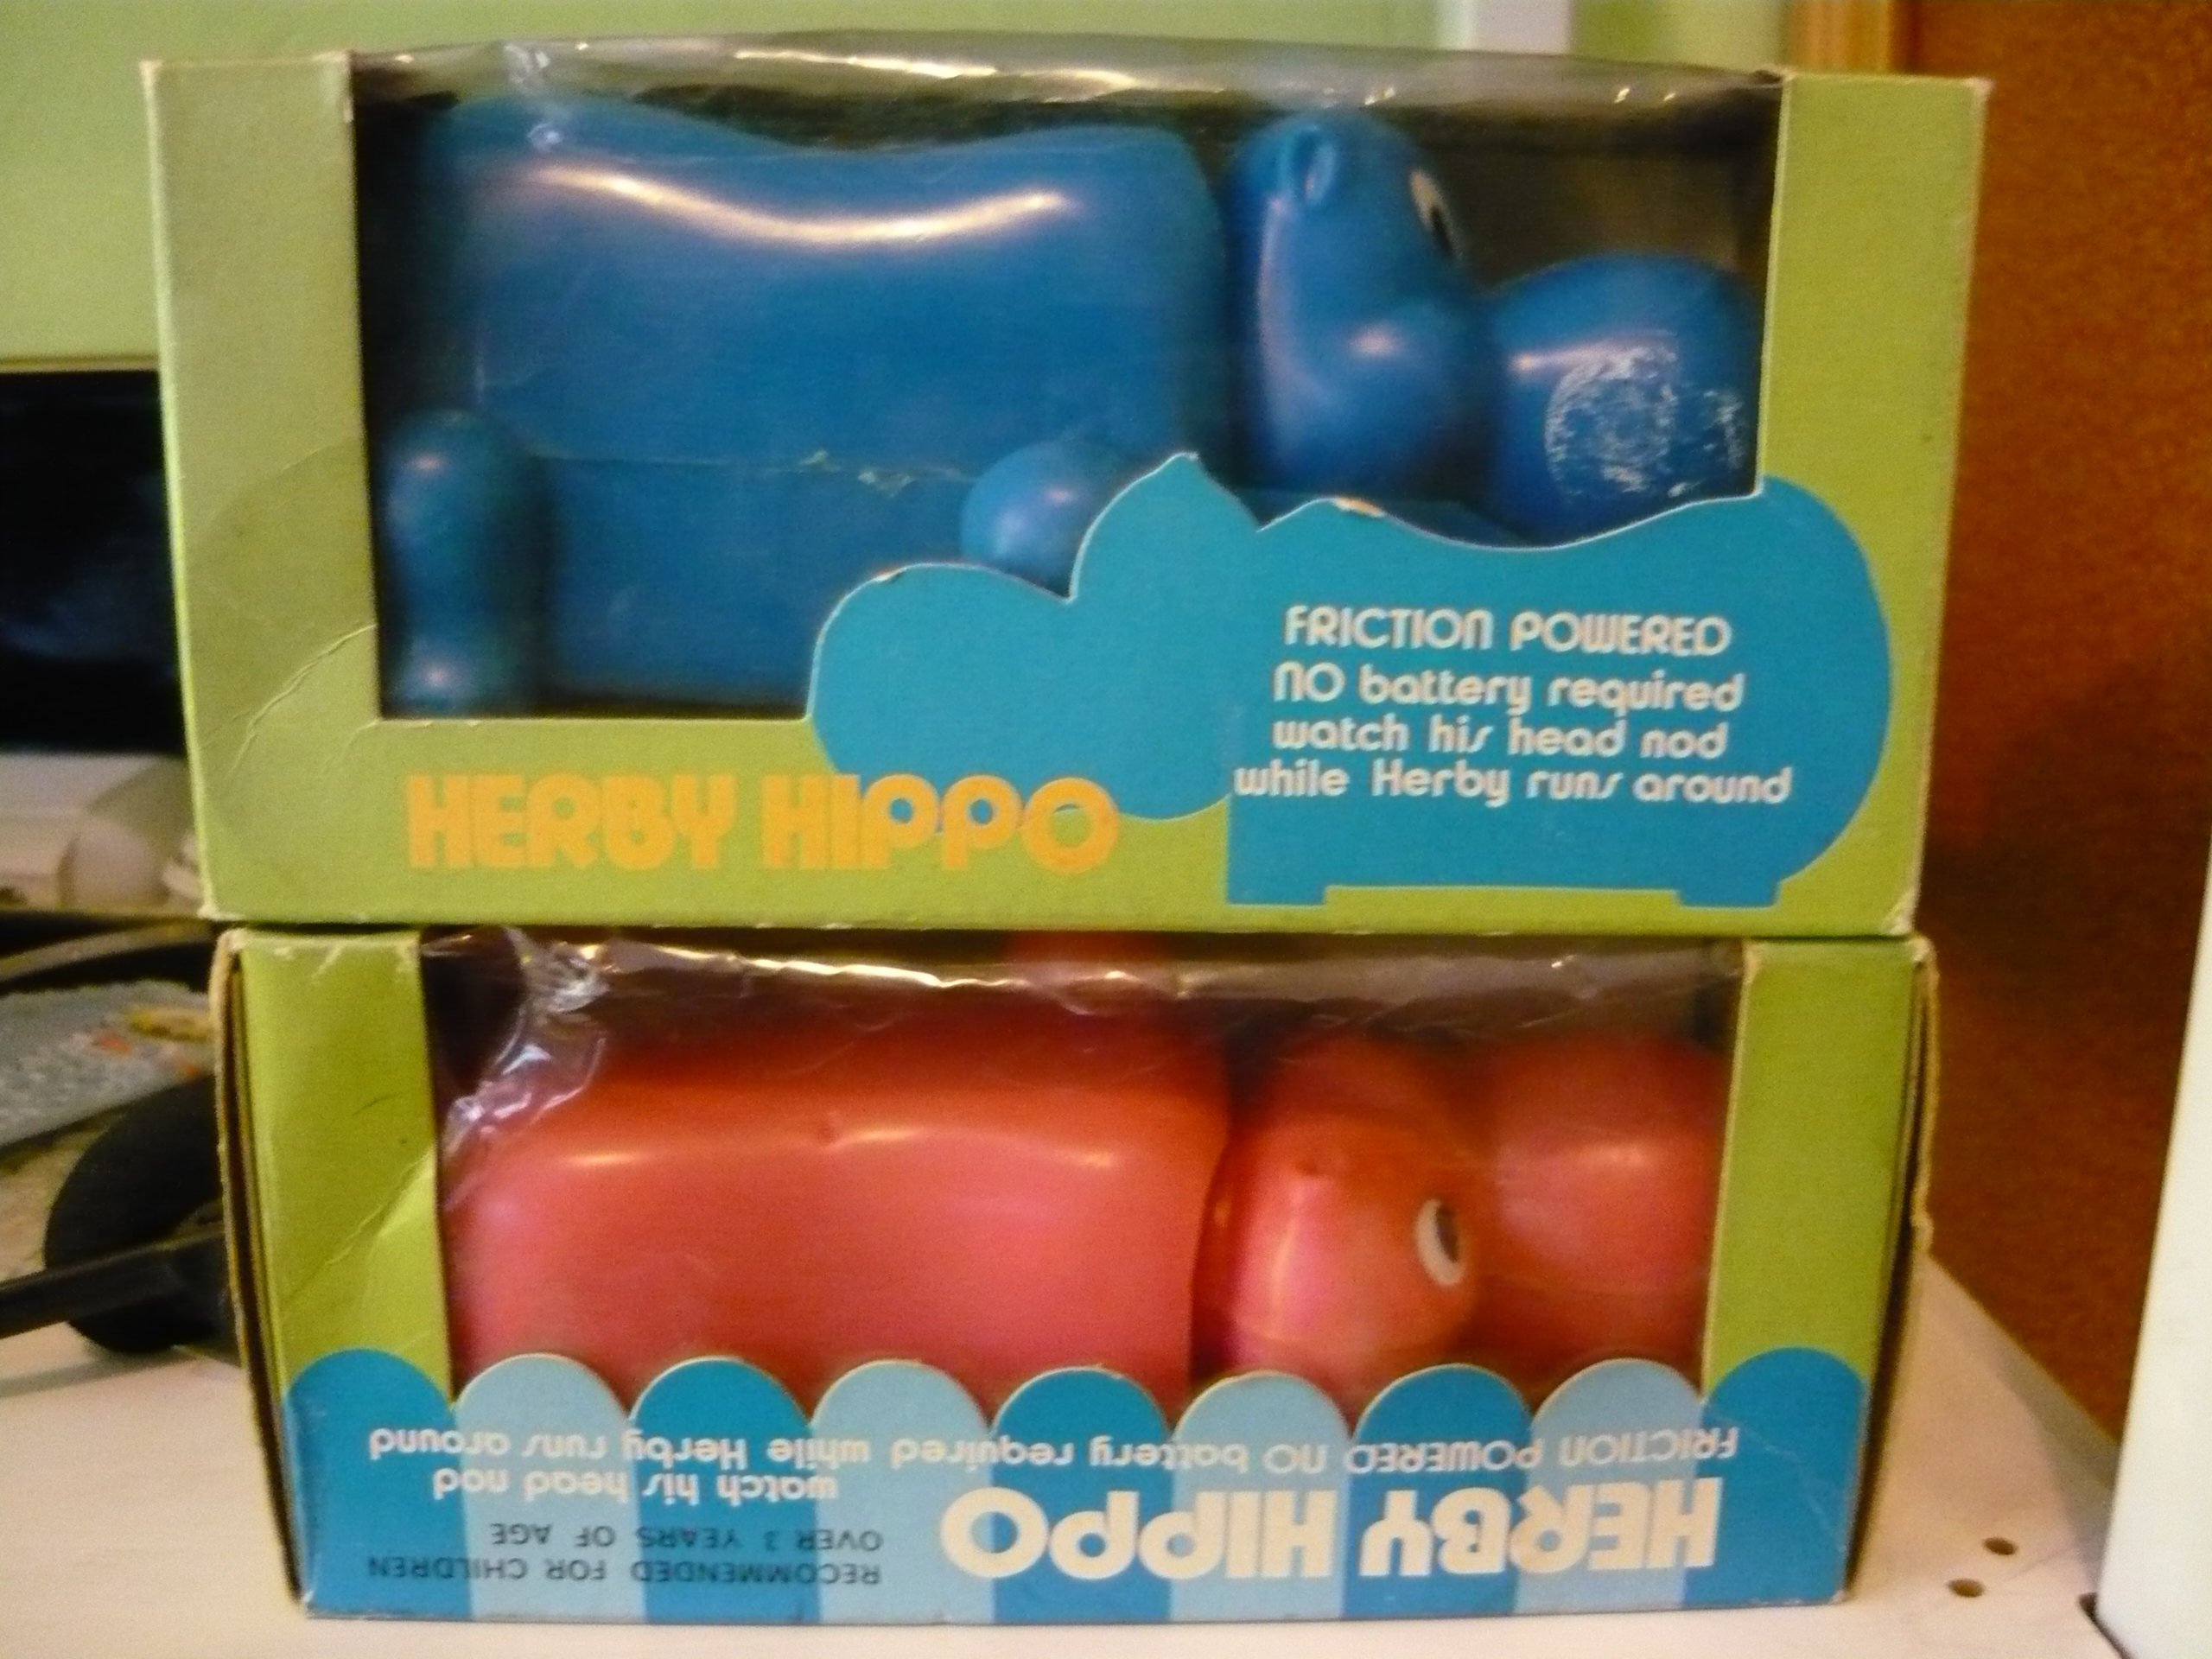 FRICTION POWERED
NO battery required
watch his head nod
while Herby runs around
HERBY HIPPO
HERBY HIPPO
FRICTION POWERED NO battery required while Herby runs around
watch his head nod
RECOMMENDED FOR CHILDREN
OVER 3 YEARS OF AGE